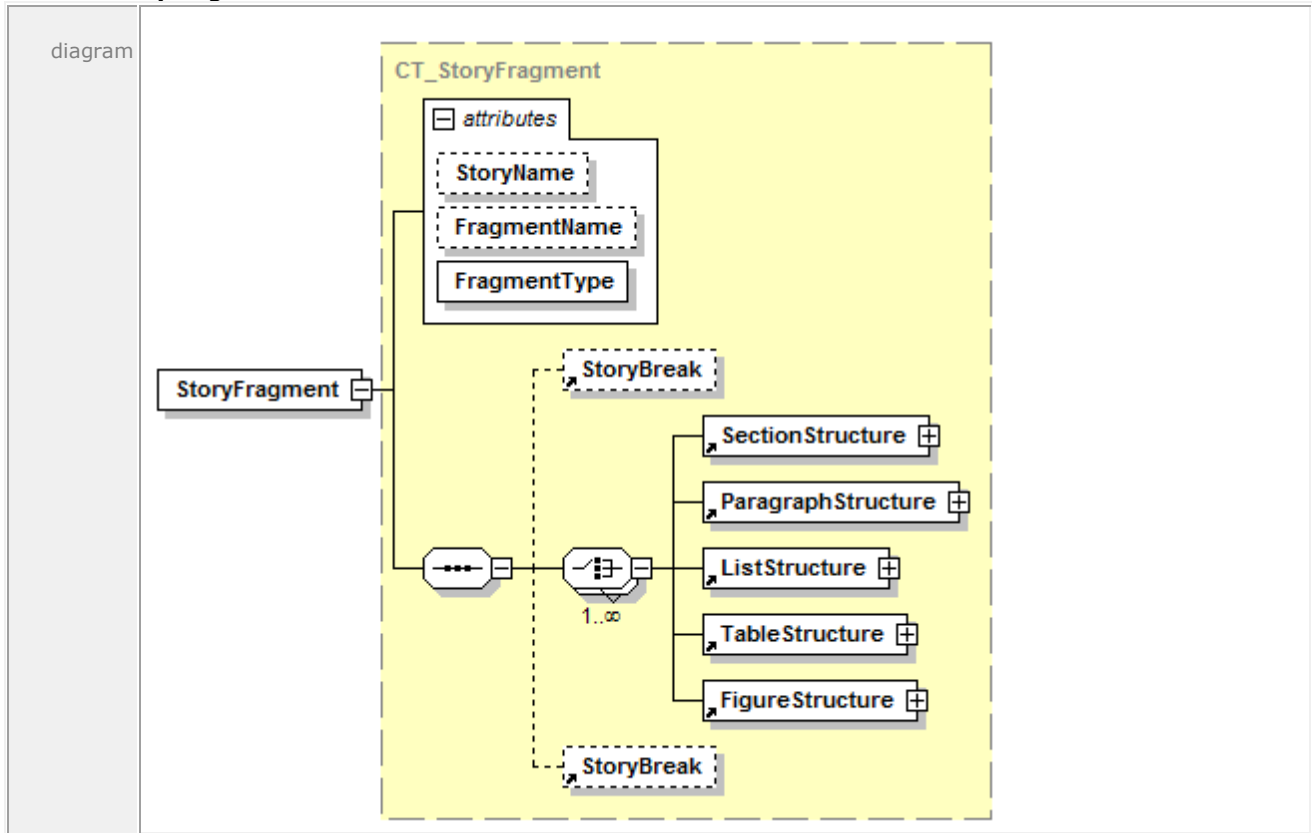 diagram
CT_StoryFragment
attributes
StoryName
FragmentName
FragmentType
StoryFragment
StoryBreak
SectionStructure
ParagraphStructure
ListStructure
1..∞
TableStructure
FigureStructure
StoryBreak